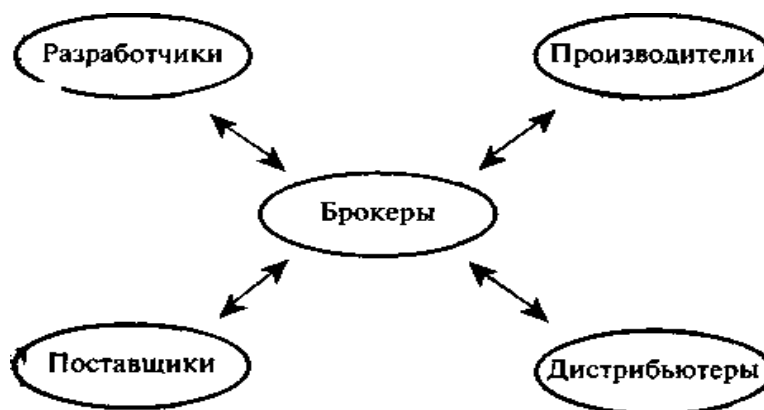 Разработчики
Производители
Брокеры
Поставщики
Дистрибьютеры